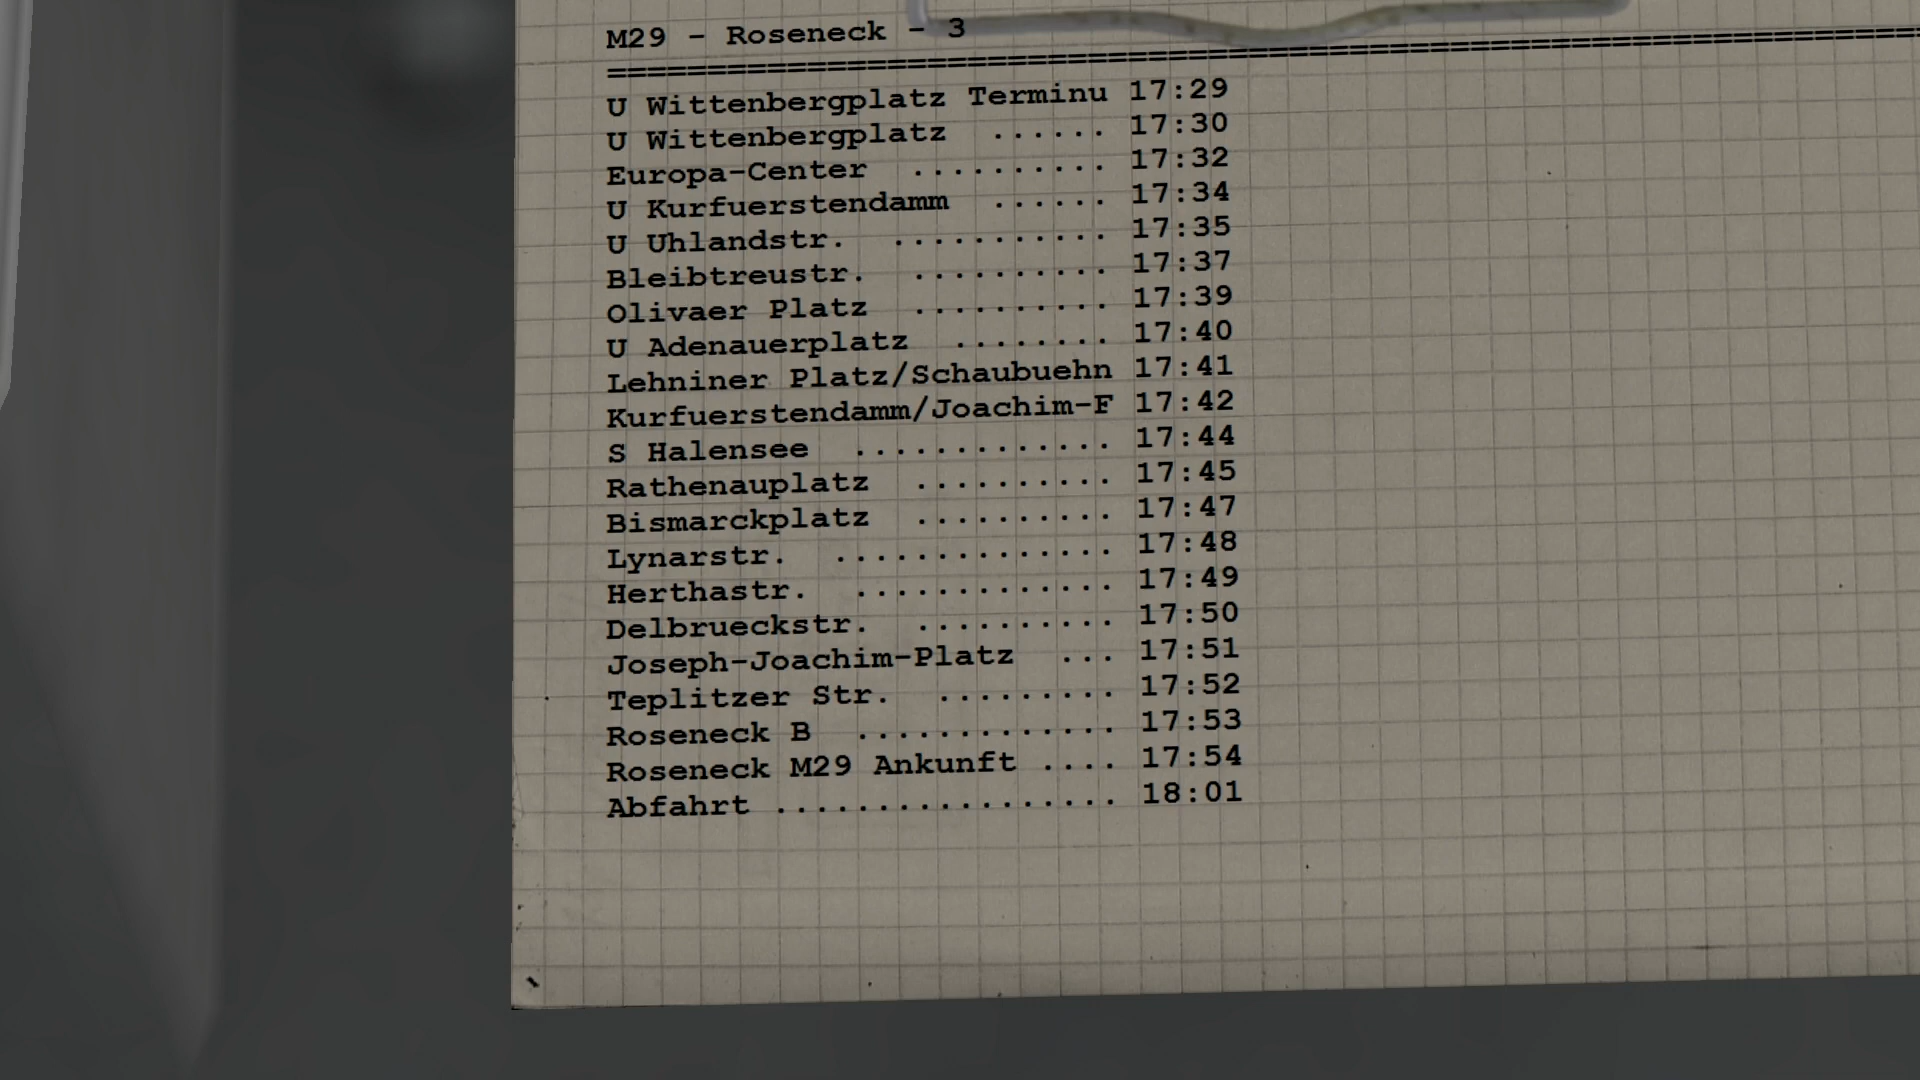 M29 - Roseneck - 3
==================================================================
U Wittenbergplatz Terminu 17:29
U Wittenbergplatz ...... 17:30
Europa-Center .......... 17:32
U Kurfuerstendamm ...... 17:34
U Uhlandstr. ........... 17:35
Bleibtreustr. .......... 17:37
Olivaer Platz .......... 17:39
U Adenauerplatz ........ 17:40
Lehniner Platz/Schaubuehn 17:41
Kurfuerstendamm/Joachim-F 17:42
S Halensee ............. 17:44
Rathenauplatz .......... 17:45
Bismarckplatz .......... 17:47
Lynarstr. .............. 17:48
Herthastr. ............. 17:49
Delbrueckstr. .......... 17:50
Joseph-Joachim-Platz ... 17:51
Teplitzer Str. ......... 17:52
Roseneck B ............. 17:53
Roseneck M29 Ankunft .... 17:54
Abfahrt ................. 18:01